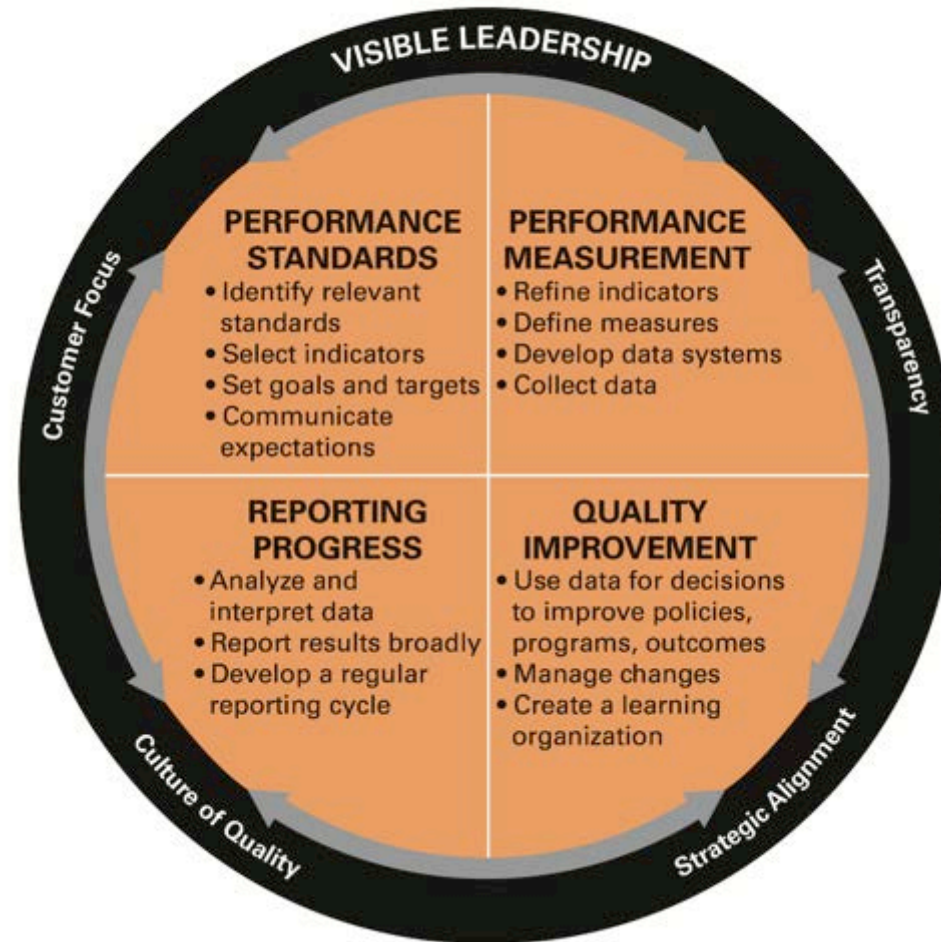 VISIBLE LEADERSHIP
Customer Focus
Transparency
PERFORMANCE
STANDARDS
• Identify relevant
standards
• Select indicators
• Set goals and targets
• Communicate
expectations
PERFORMANCE
MEASUREMENT
• Refine indicators
• Define measures
• Develop data systems
• Collect data
REPORTING
PROGRESS
• Analyze and
interpret data
• Report results broadly
• Develop a regular
reporting cycle
QUALITY
IMPROVEMENT
• Use data for decisions
to improve policies,
programs, outcomes
• Manage changes
• Create a learning
organization
Culture of Quality
Strategic Alignment